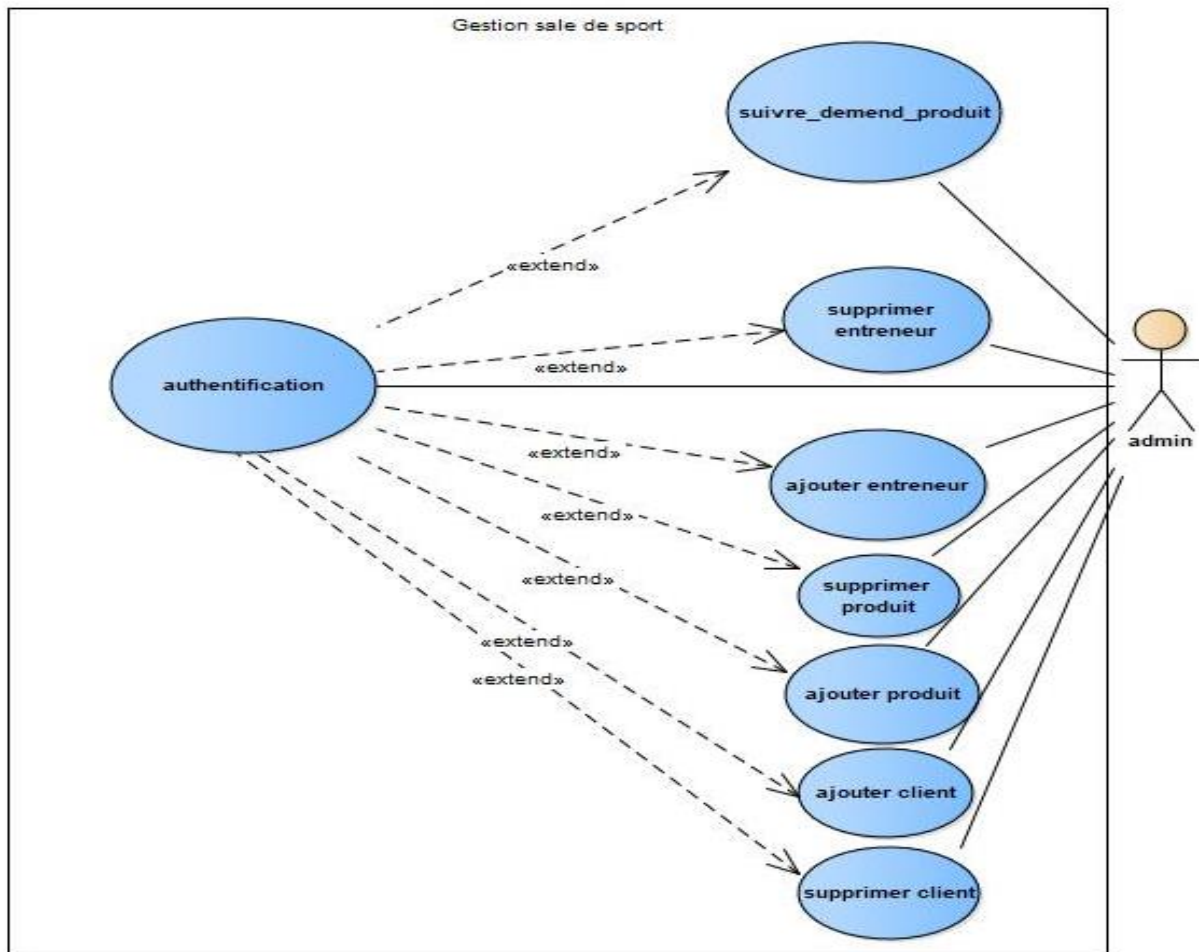 Gestion sale de sport
suivre_demend_produit
«extend»
supprimer
entreneur
«extend»
authentification
admin
«extend»
ajouter entreneur
«extend»
supprimer
produit
«extend»
«extend»
«extend»
ajouter produit
ajouter client
supprimer client